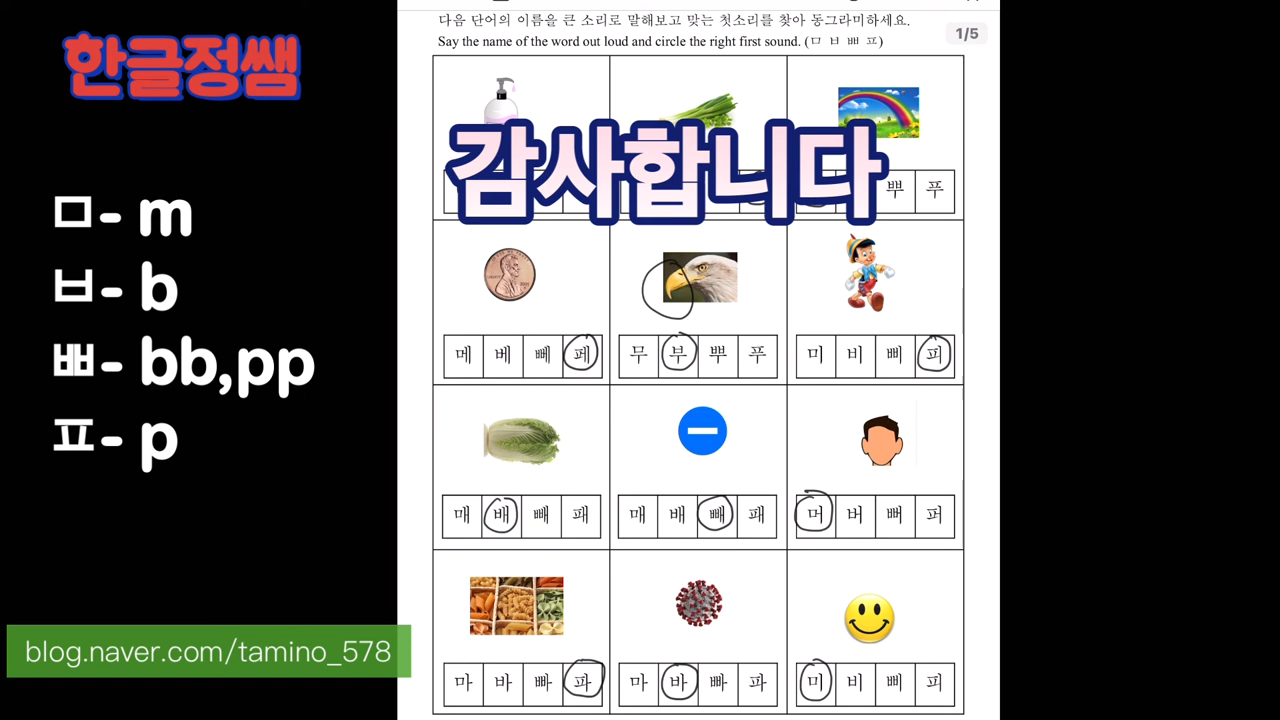 한글정쌤
ㅁ- m
ㅂ- b
ㅃ- bb,pp
ㅍ- p
blog.naver.com/tamino_578
다음 단어의 이름을 큰 소리로 말해보고 맞는 첫소리를 찾아 동그라미하세요.
1/5
Say the name of the word out loud and circle the right first sound. (ㅁ ㅂ ㅃ ㅍ)
감사합니다
뿌 푸
메 베 뻬 페
무 부 뿌 푸
미 비 삐 피
매 배 빼 패
매 배 빼 패
머 버 뻐 퍼
마 바 빠 파
마 바 빠 파
미 비 삐 피